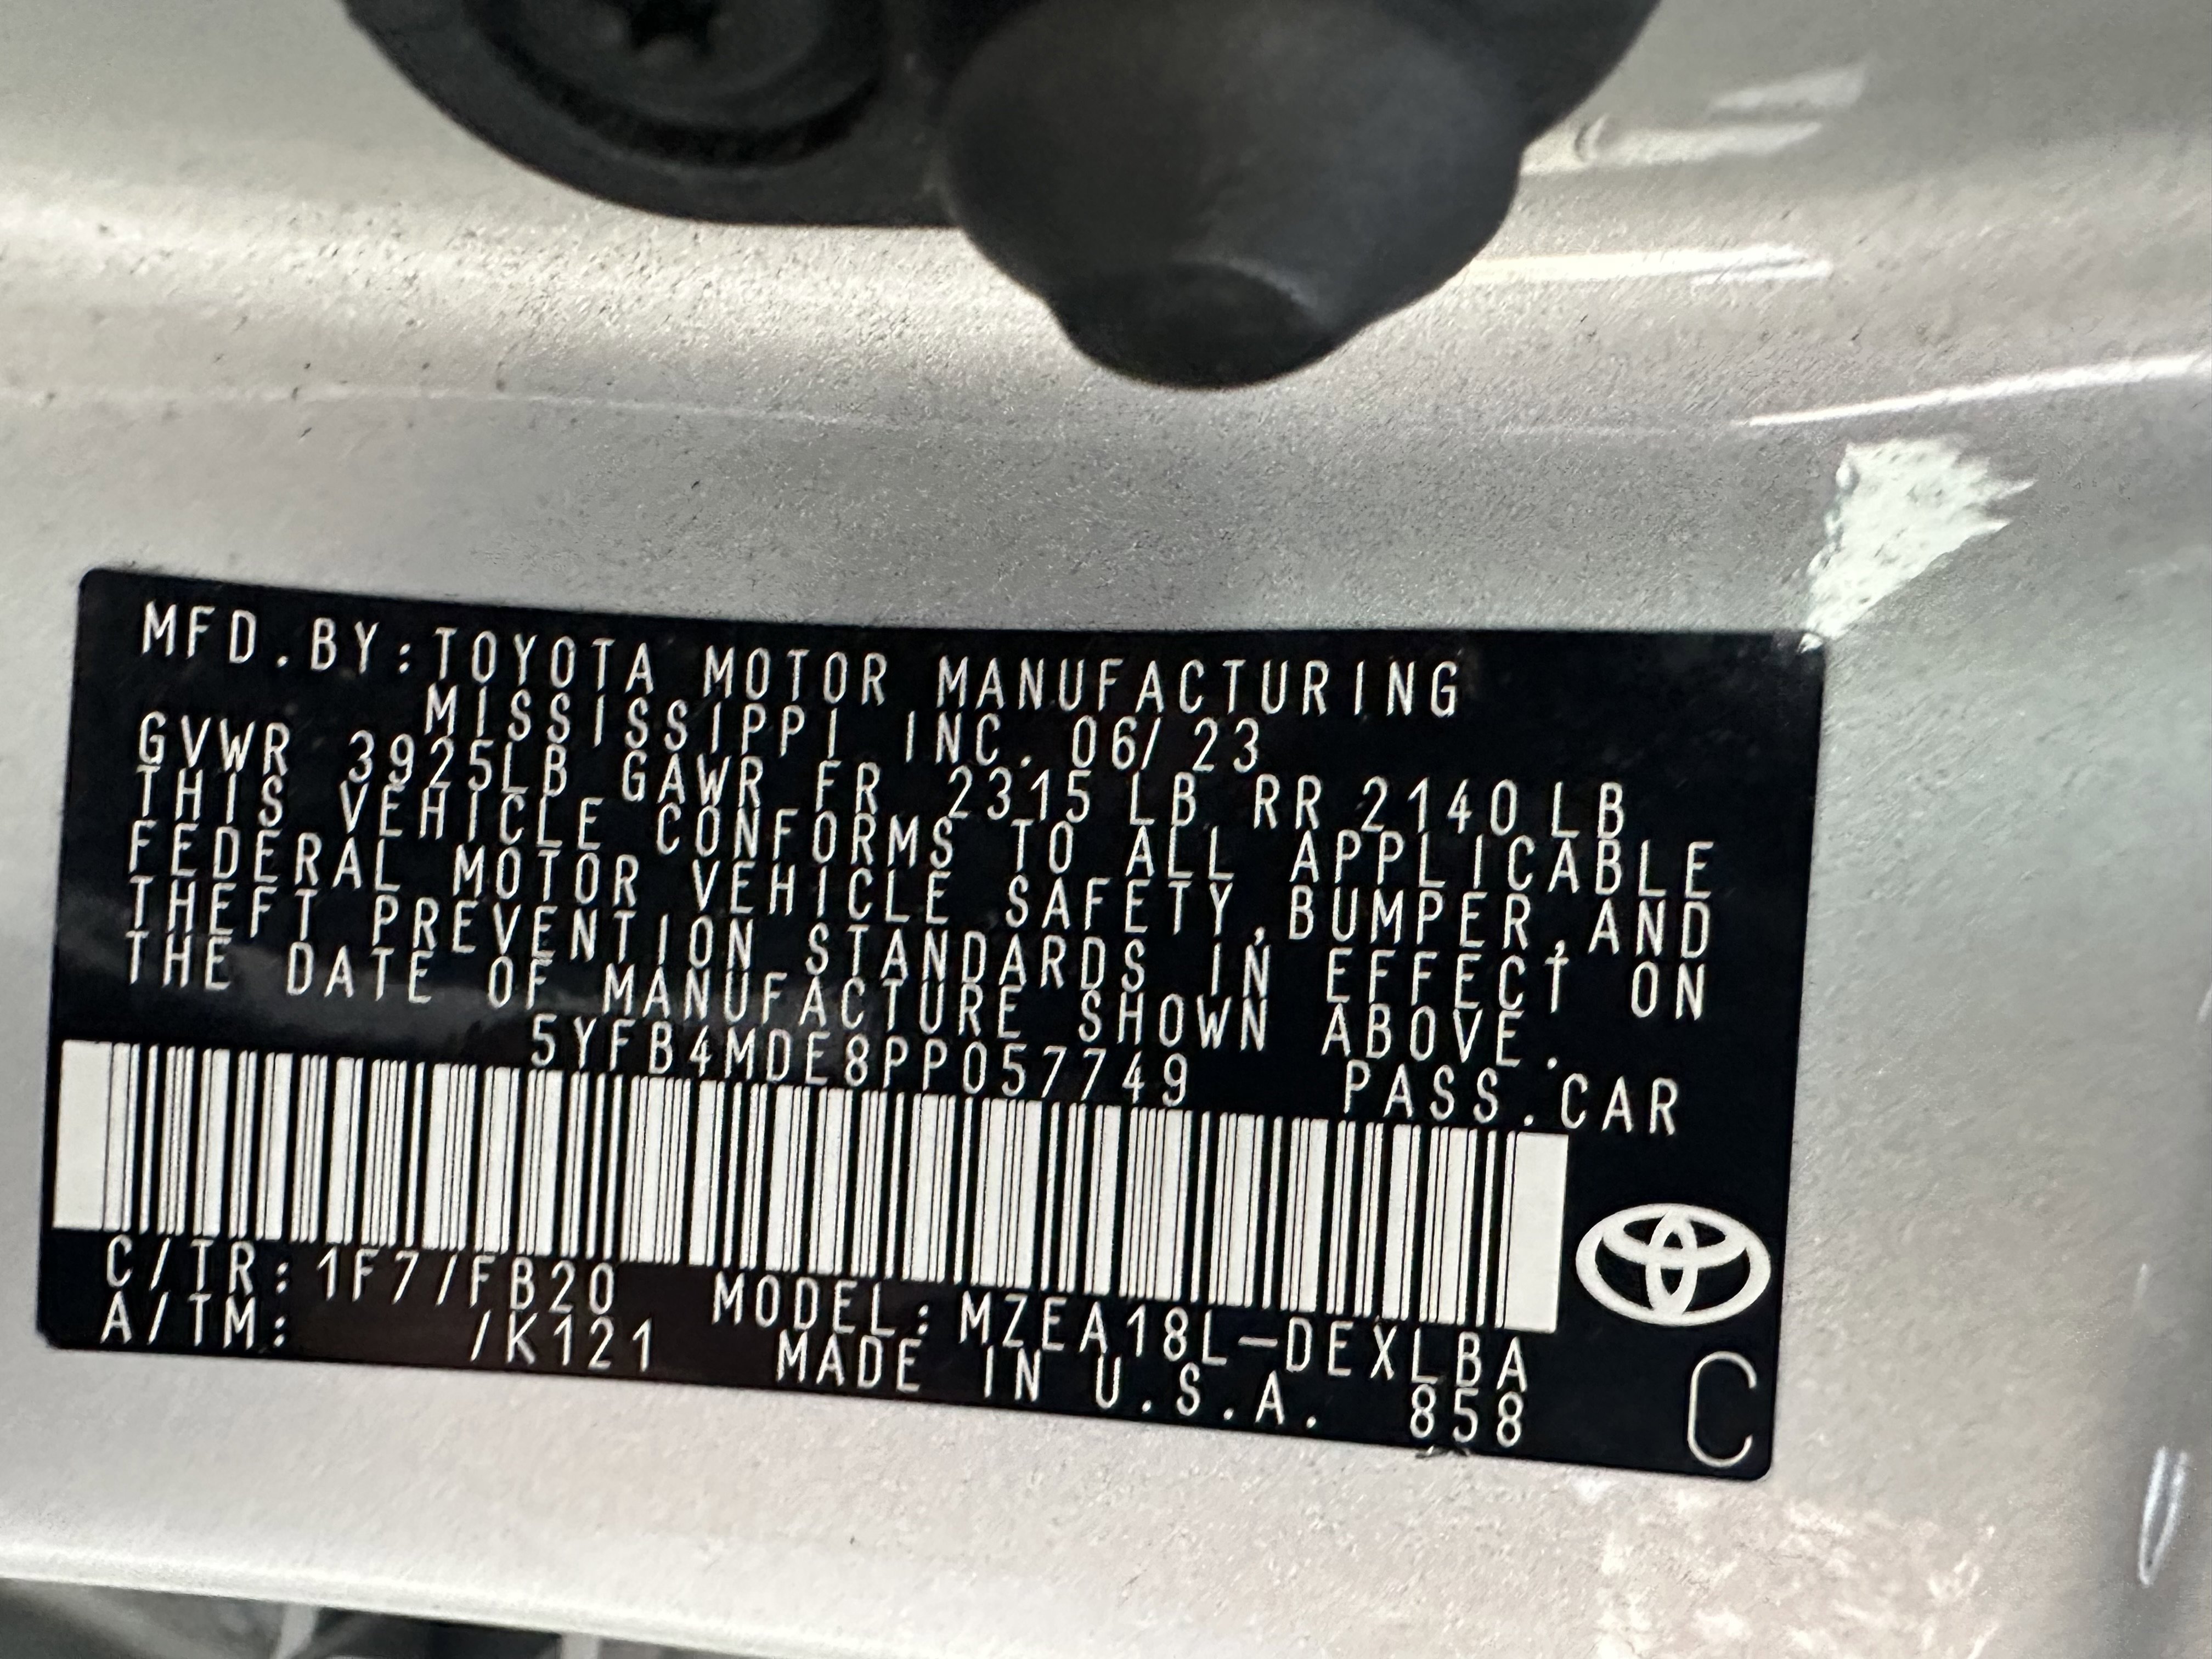 MFD.BY:TOYOTA MOTOR MANUFACTURING
MISSISSIPPI INC. 06/23
GVWR 3925LB GAWR FR 2315LB RR 2140LB
THIS VEHICLE CONFORMS TO ALL APPLICABLE
FEDERAL MOTOR VEHICLE SAFETY,BUMPER,AND
THEFT PREVENTION STANDARDS IN EFFECT ON
THE DATE OF MANUFACTURE SHOWN ABOVE.
5YFB4MDE8PP057749 PASS.CAR
C/TR:1F7/FB20 MODEL:MZEA18L-DEXLBA
A/TM: /K121 MADE IN U.S.A. 858
C